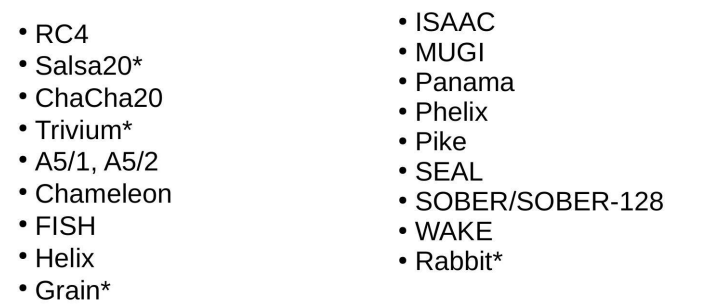 • RC4
• Salsa20*
• ChaCha20
• Trivium*
• A5/1, A5/2
• Chameleon
• FISH
• Helix
• Grain*
• ISAAC
• MUGI
• Panama
• Phelix
• Pike
• SEAL
• SOBER/SOBER-128
• WAKE
• Rabbit*